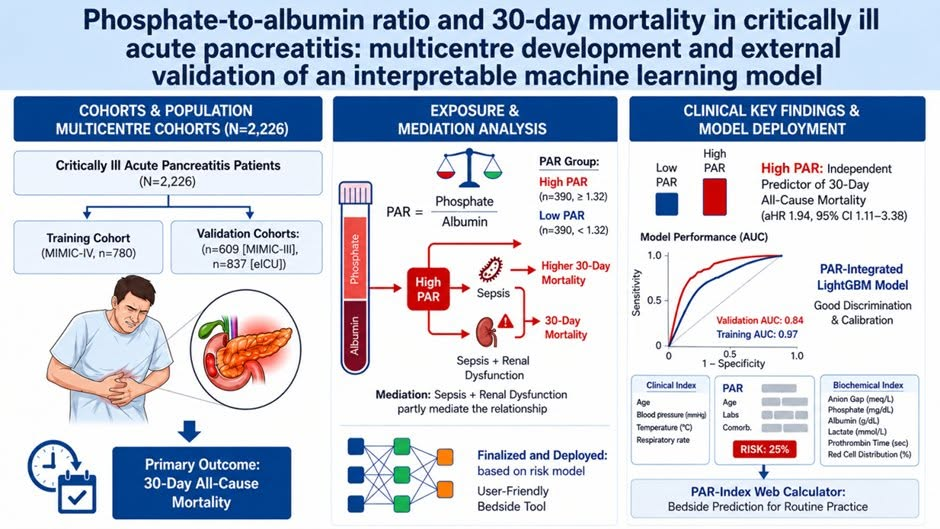 Phosphate-to-albumin ratio and 30-day mortality in critically ill
acute pancreatitis: multicentre development and external
validation of an interpretable machine learning model
COHORTS & POPULATION
MULTICENTRE COHORTS (N=2,226)
Critically Ill Acute Pancreatitis Patients
(N=2,226)
Training Cohort
(MIMIC-IV, n=780)
Validation Cohorts:
(n=609 [MIMIC-III],
n=837 [eICU])
Primary Outcome:
30-Day All-Cause
Mortality
EXPOSURE &
MEDIATION ANALYSIS
PAR = Phosphate
Albumin
PAR Group:
High PAR
(n=390, ≥ 1.32)
Low PAR
(n=390, < 1.32)
Phosphate
Albumin
High
PAR
Sepsis
Higher 30-Day
Mortality
30-Day
Mortality
Sepsis + Renal
Dysfunction
Mediation: Sepsis + Renal Dysfunction
partly mediate the relationship
Finalized and Deployed:
based on risk model
User-Friendly
Bedside Tool
CLINICAL KEY FINDINGS &
MODEL DEPLOYMENT
Low
PAR
High
PAR
High PAR: Independent
Predictor of 30-Day
All-Cause Mortality
(aHR 1.94, 95% CI 1.11–3.38)
Model Performance (AUC)
Sensitivity
1.0
0.5
0
0.5
1.0
1 – Specificity
Validation AUC: 0.84
Training AUC: 0.97
PAR-Integrated
LightGBM Model
Good Discrimination
& Calibration
Clinical Index
Age
Blood pressure (mmHg)
Temperature (°C)
Respiratory rate
PAR
Age
Labs
Comorb.
RISK: 25%
Biochemical Index
Anion Gap (meq/L)
Phosphate (mg/dL)
Albumin (g/dL)
Lactate (mmol/L)
Prothrombin Time (sec)
Red Cell Distribution (%)
PAR-Index Web Calculator:
Bedside Prediction for Routine Practice